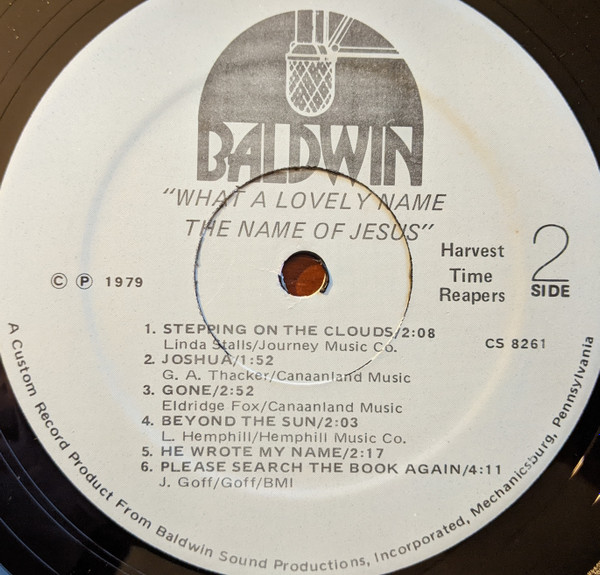 BALDWIN
"WHAT A LOVELY NAME
THE NAME OF JESUS"
Harvest
Time
Reapers
2
SIDE
© ℗ 1979
CS 8261
1. STEPPING ON THE CLOUDS/2:08
Linda Stalls/Journey Music Co.
2. JOSHUA/1:52
G. A. Thacker/Canaanland Music
3. GONE/2:52
Eldridge Fox/Canaanland Music
4. BEYOND THE SUN/2:03
L. Hemphill/Hemphill Music Co.
5. HE WROTE MY NAME/2:17
6. PLEASE SEARCH THE BOOK AGAIN/4:11
J. Goff/Goff/BMI
A Custom Record Product From Baldwin Sound Productions, Incorporated, Mechanicsburg, Pennsylvania